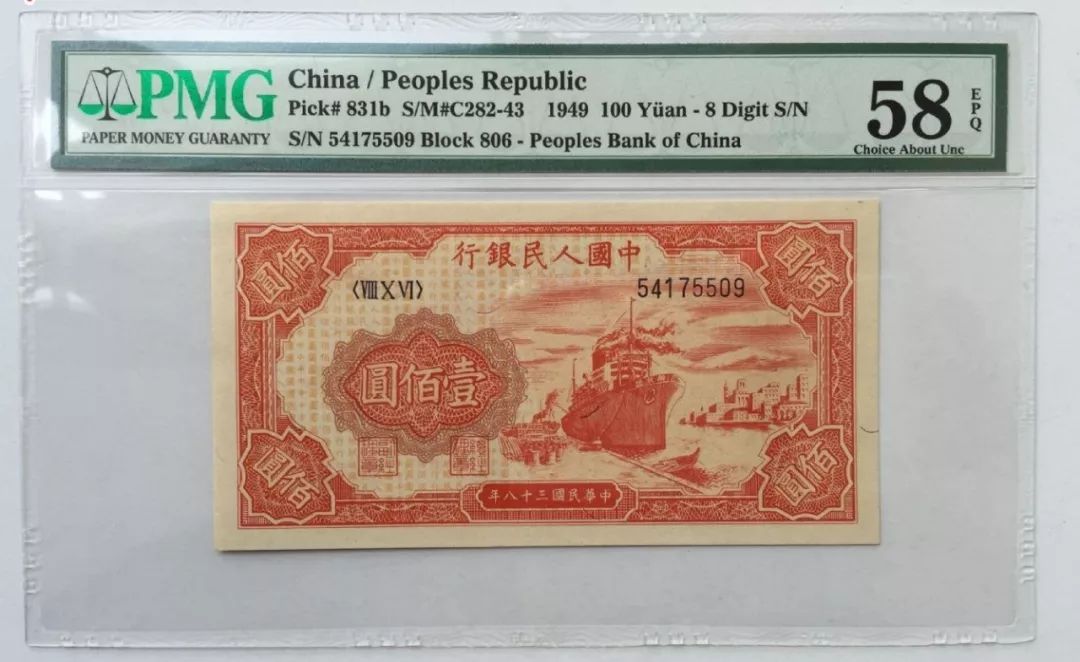 PMG
PAPER MONEY GUARANTY
China / Peoples Republic
Pick# 831b S/M#C282-43 1949 100 Yüan - 8 Digit S/N
S/N 54175509 Block 806 - Peoples Bank of China
58
EPQ
Choice About Unc
行銀民人國中
佰圓
佰圓
〈VIII X VI〉
54175509
圓佰壹
佰圓
佰圓
年八十三國民華中